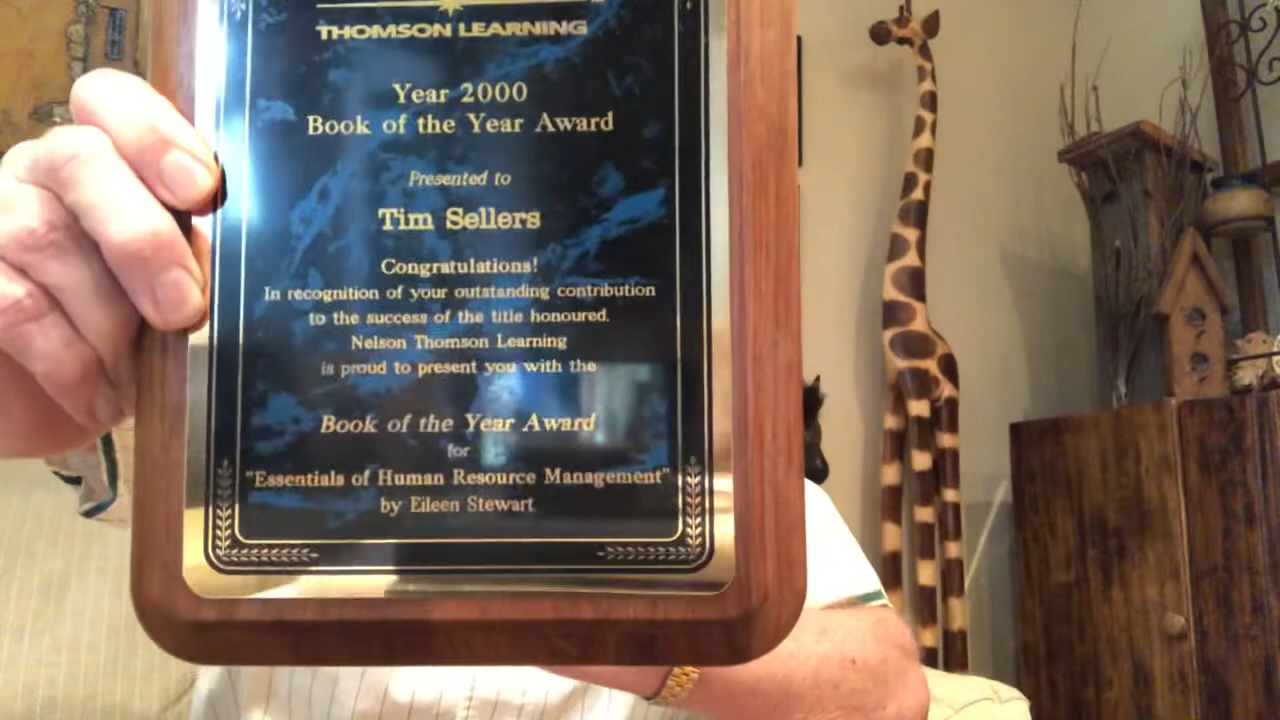 THOMSON LEARNING
Year 2000
Book of the Year Award
Presented to
Tim Sellers
Congratulations!
In recognition of your outstanding contribution
to the success of the title honoured.
Nelson Thomson Learning
is proud to present you with the
Book of the Year Award
for
"Essentials of Human Resource Management"
by Eileen Stewart